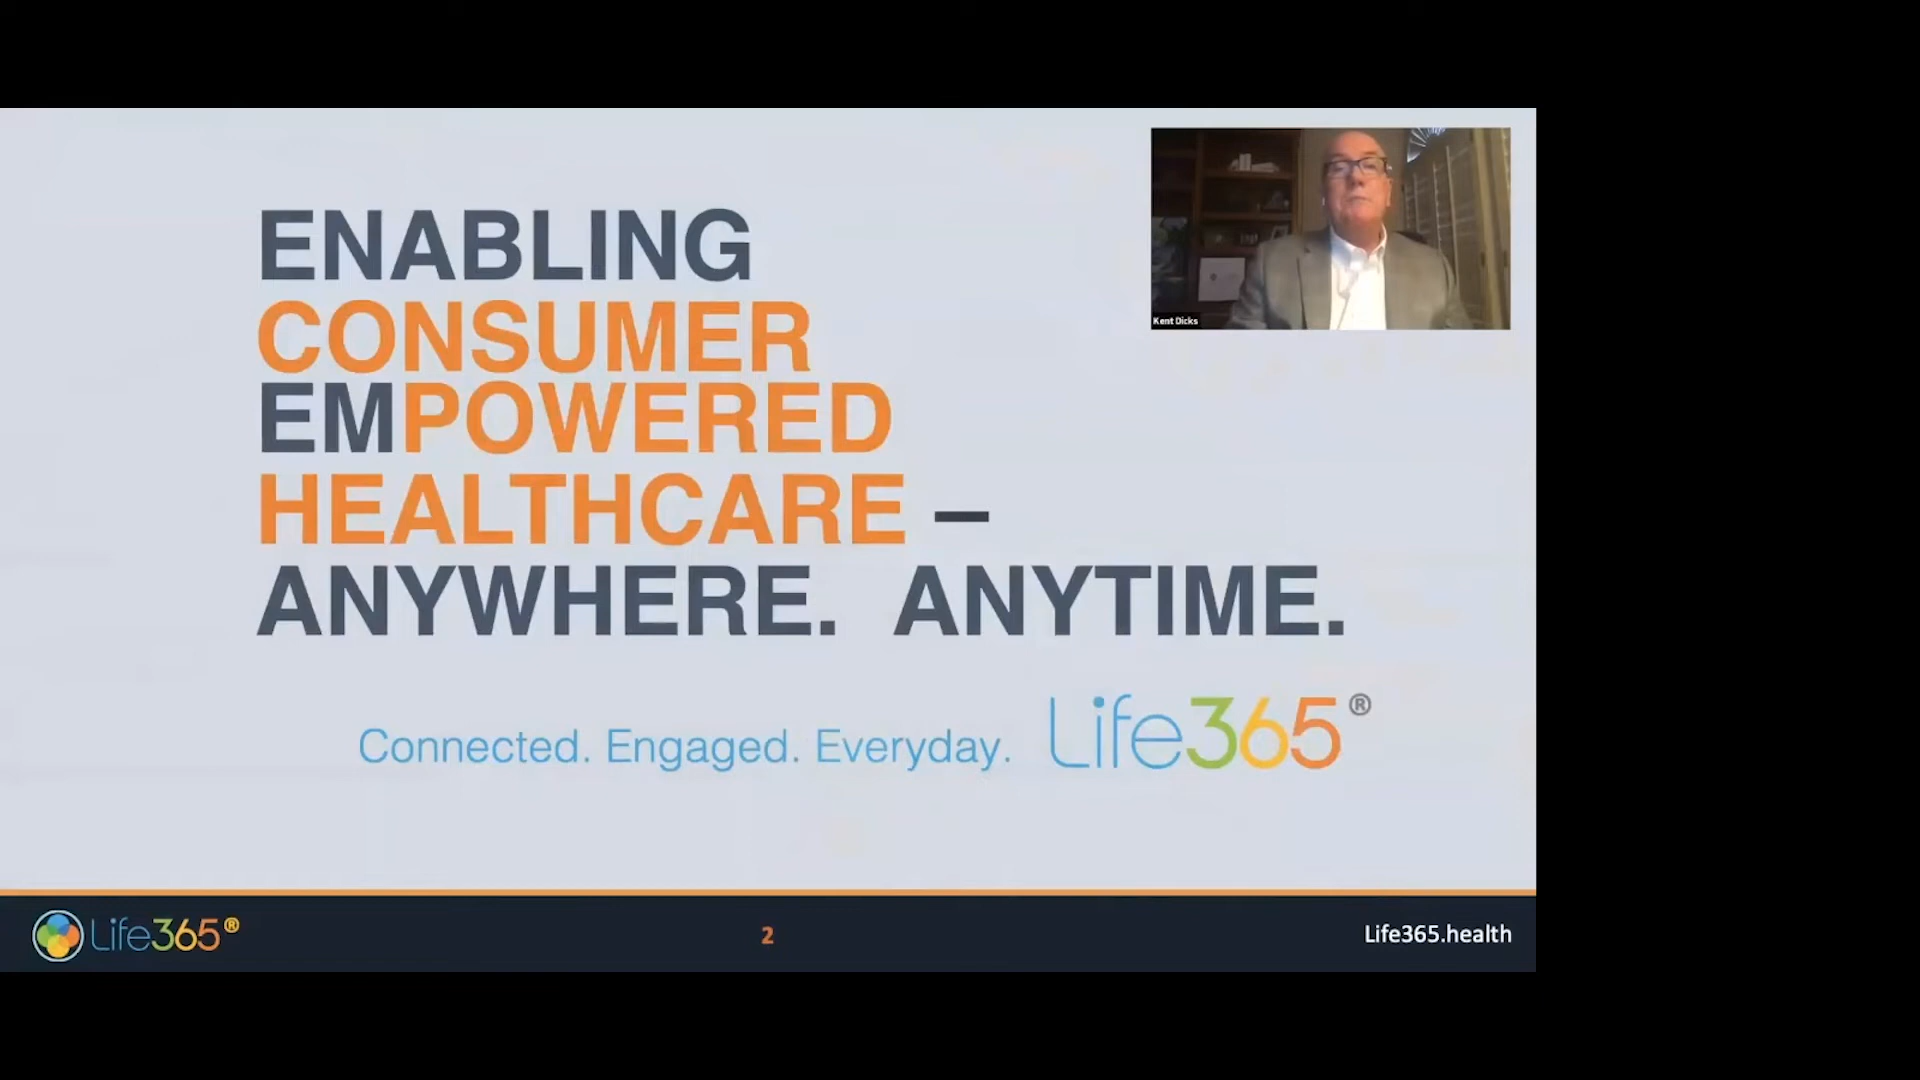 ENABLING
CONSUMER
EMPOWERED
HEALTHCARE –
ANYWHERE. ANYTIME.
Connected. Engaged. Everyday. Life365®
Kent Dicks
Life365®
2
Life365.health